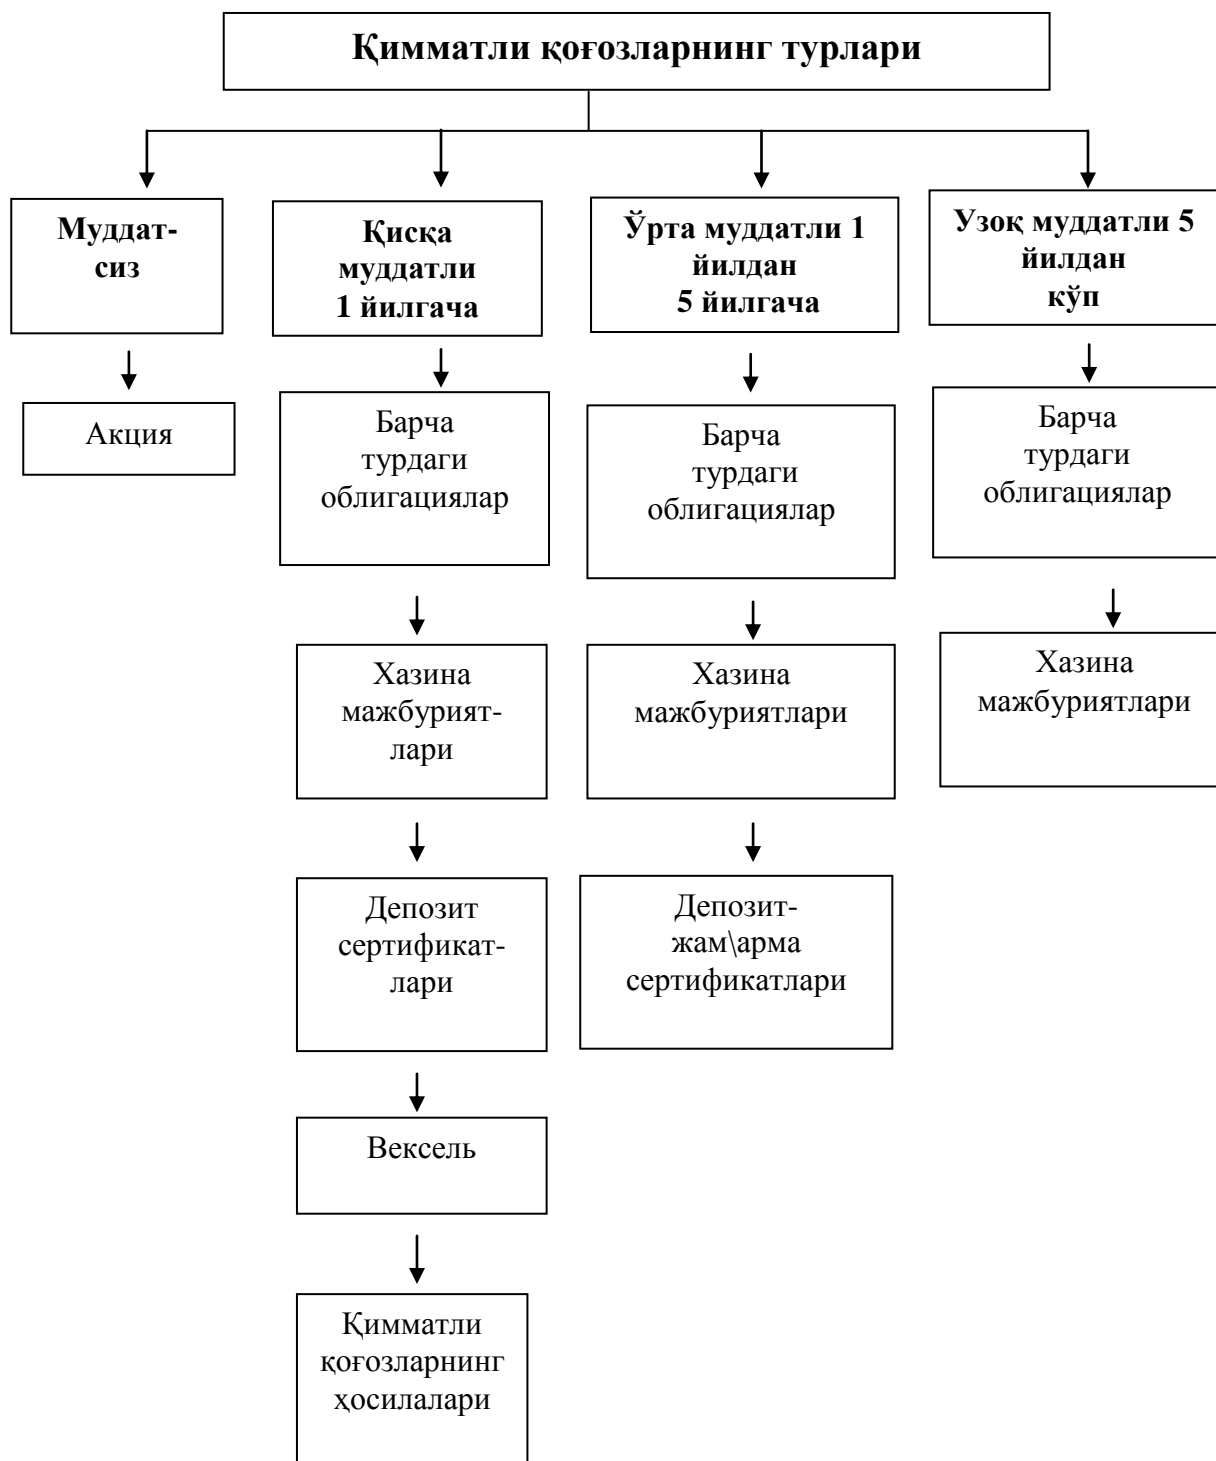 Қимматли қоғозларнинг турлари
Муддат-
сиз
Қисқа
муддатли
1 йилгача
Ўрта муддатли 1
йилдан
5 йилгача
Узоқ муддатли 5
йилдан
кўп
Акция
Барча
турдаги
облигациялар
Барча
турдаги
облигациялар
Барча
турдаги
облигациялар
Хазина
мажбурият-
лари
Хазина
мажбуриятлари
Хазина
мажбуриятлари
Депозит
сертификат-
лари
Депозит-
жам\арма
сертификатлари
Вексель
Қимматли
қоғозларнинг
ҳосилалари